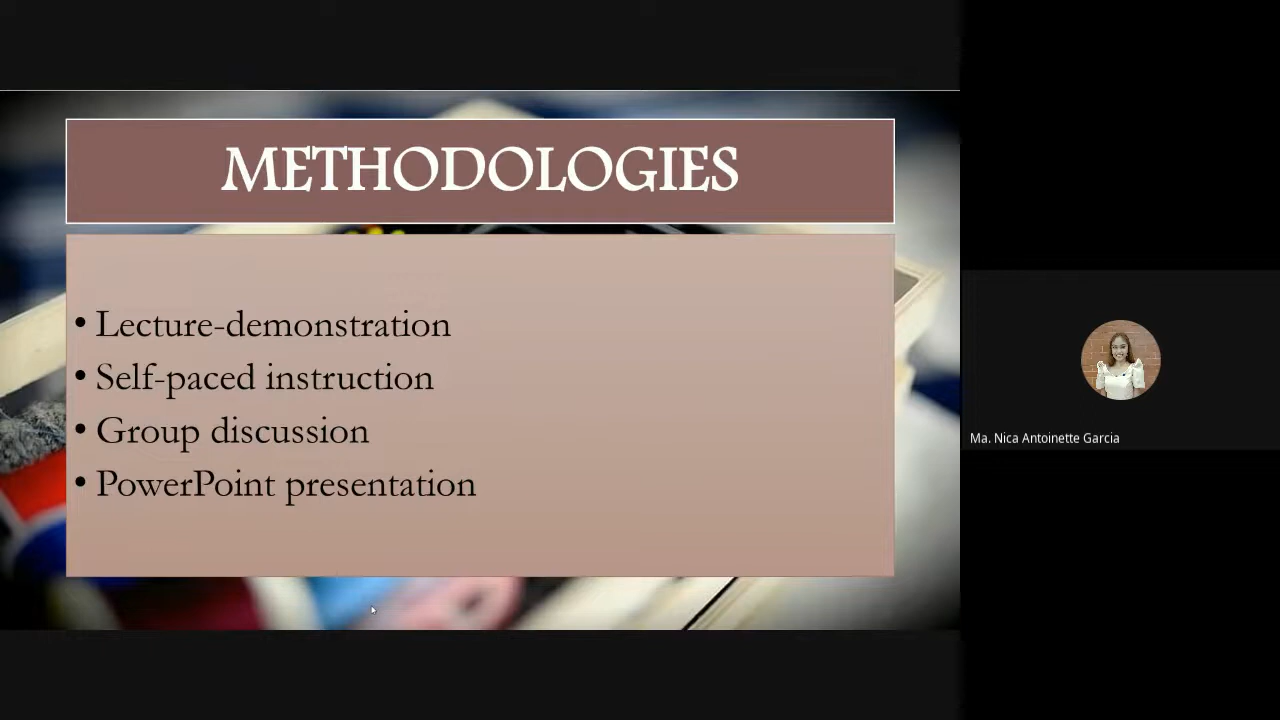 METHODOLOGIES
• Lecture-demonstration
• Self-paced instruction
• Group discussion
• PowerPoint presentation
Ma. Nica Antoinette Garcia